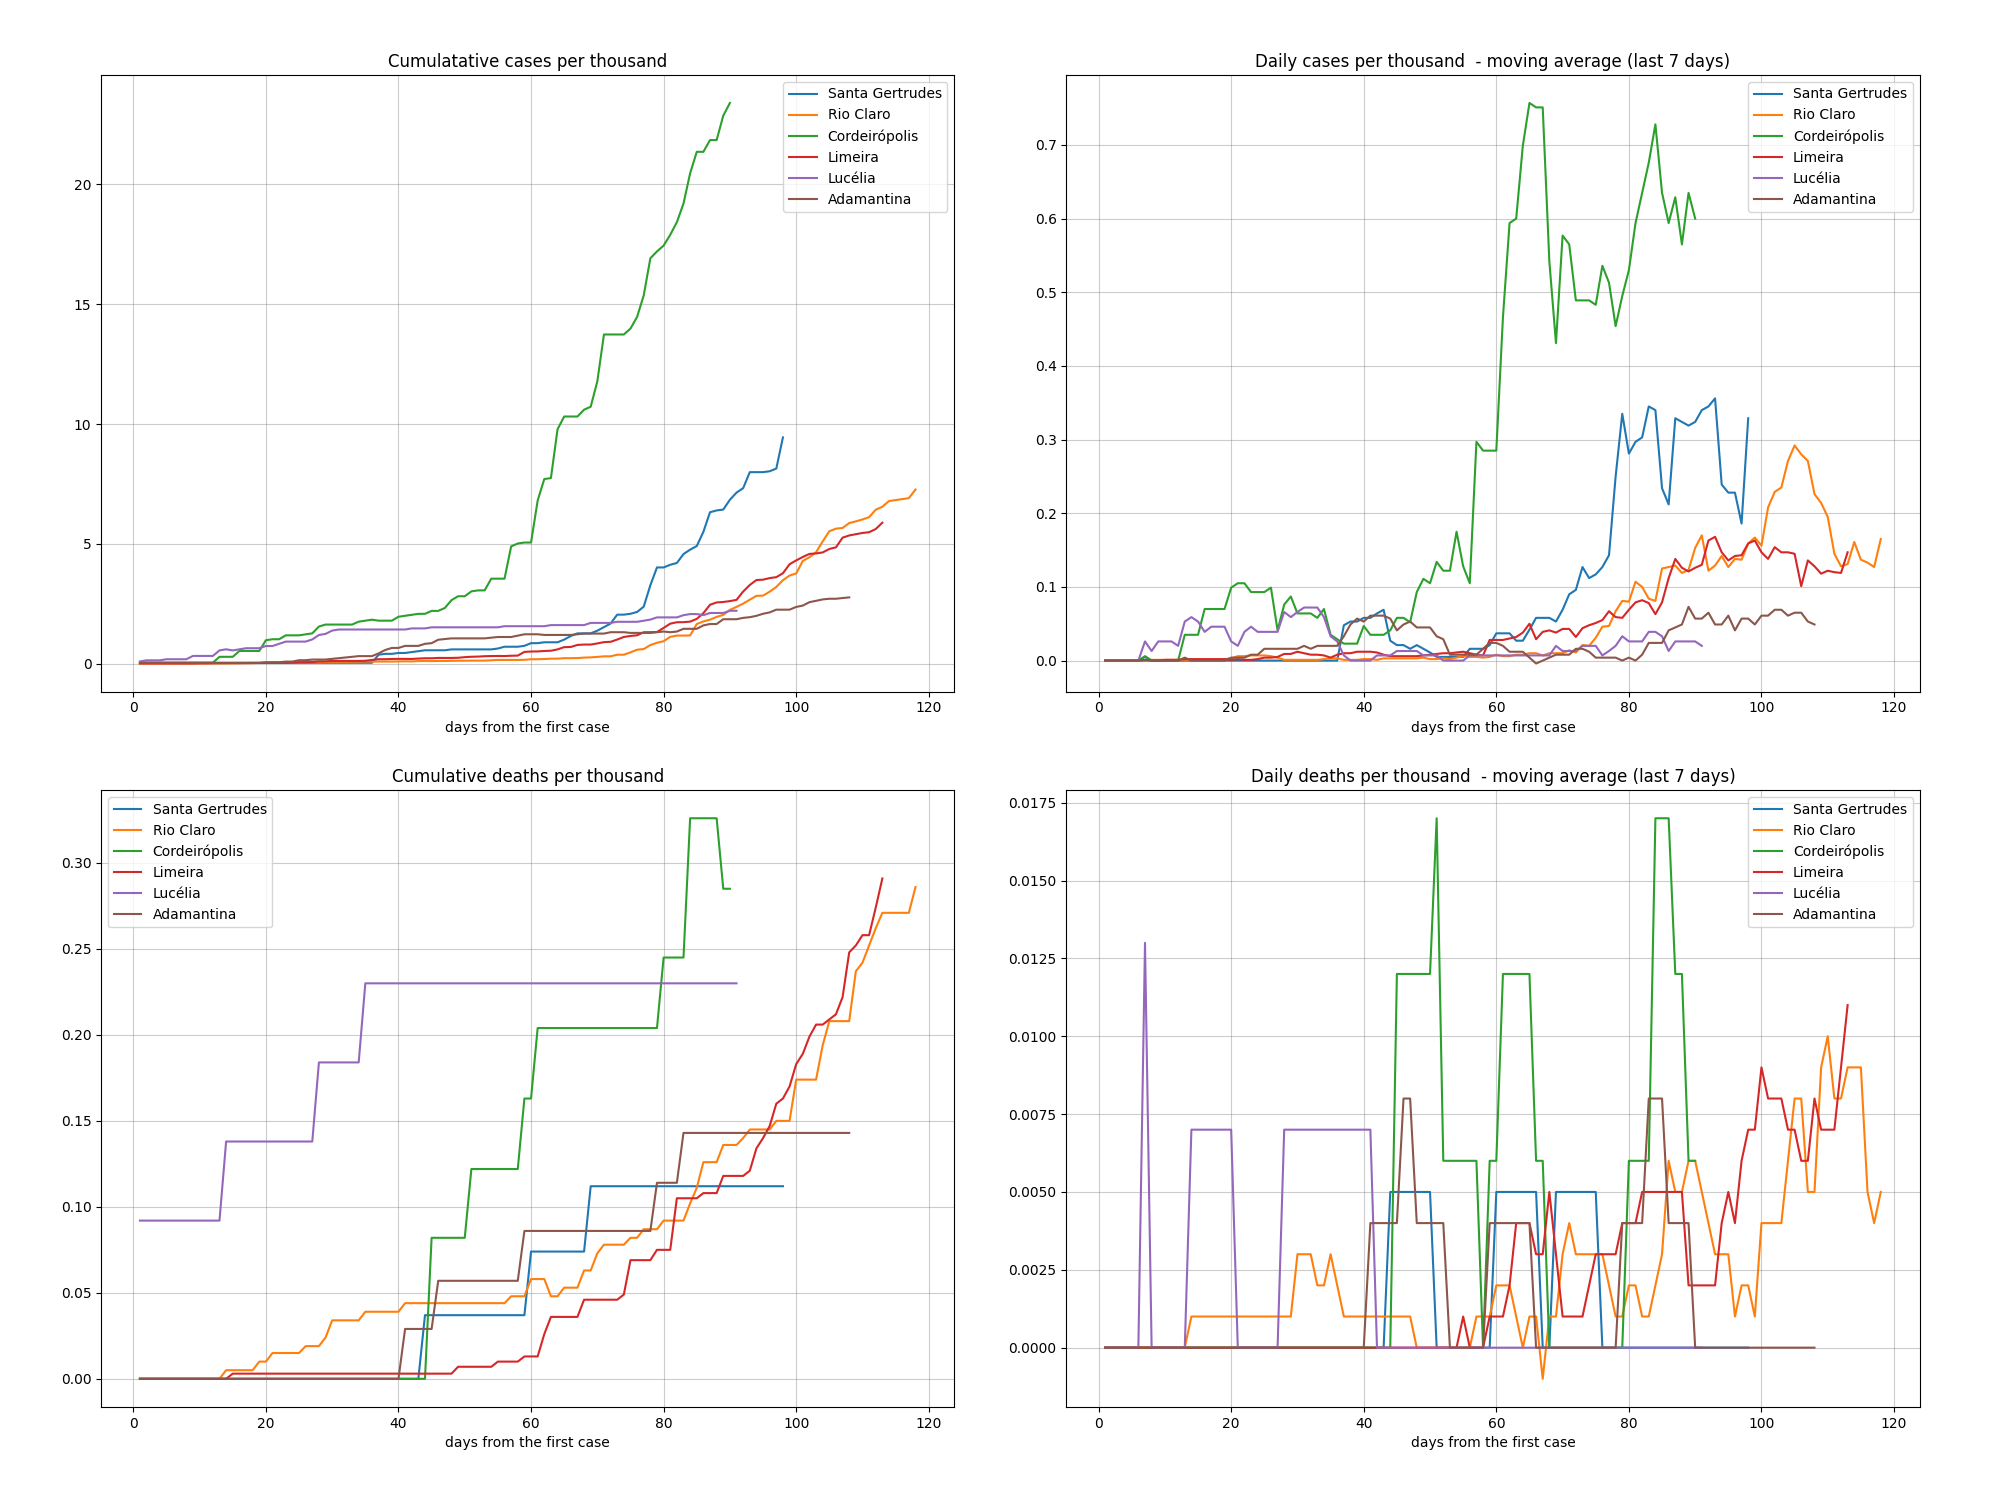 Cumulatative cases per thousand
Santa Gertrudes
Rio Claro
Cordeirópolis
Limeira
Lucélia
Adamantina
20
15
10
5
0
0 20 40 60 80 100 120
days from the first case
Daily cases per thousand - moving average (last 7 days)
Santa Gertrudes
Rio Claro
Cordeirópolis
Limeira
Lucélia
Adamantina
0.7
0.6
0.5
0.4
0.3
0.2
0.1
0.0
0 20 40 60 80 100 120
days from the first case
Cumulative deaths per thousand
Santa Gertrudes
Rio Claro
Cordeirópolis
Limeira
Lucélia
Adamantina
0.30
0.25
0.20
0.15
0.10
0.05
0.00
0 20 40 60 80 100 120
days from the first case
Daily deaths per thousand - moving average (last 7 days)
Santa Gertrudes
Rio Claro
Cordeirópolis
Limeira
Lucélia
Adamantina
0.0175
0.0150
0.0125
0.0100
0.0075
0.0050
0.0025
0.0000
0 20 40 60 80 100 120
days from the first case